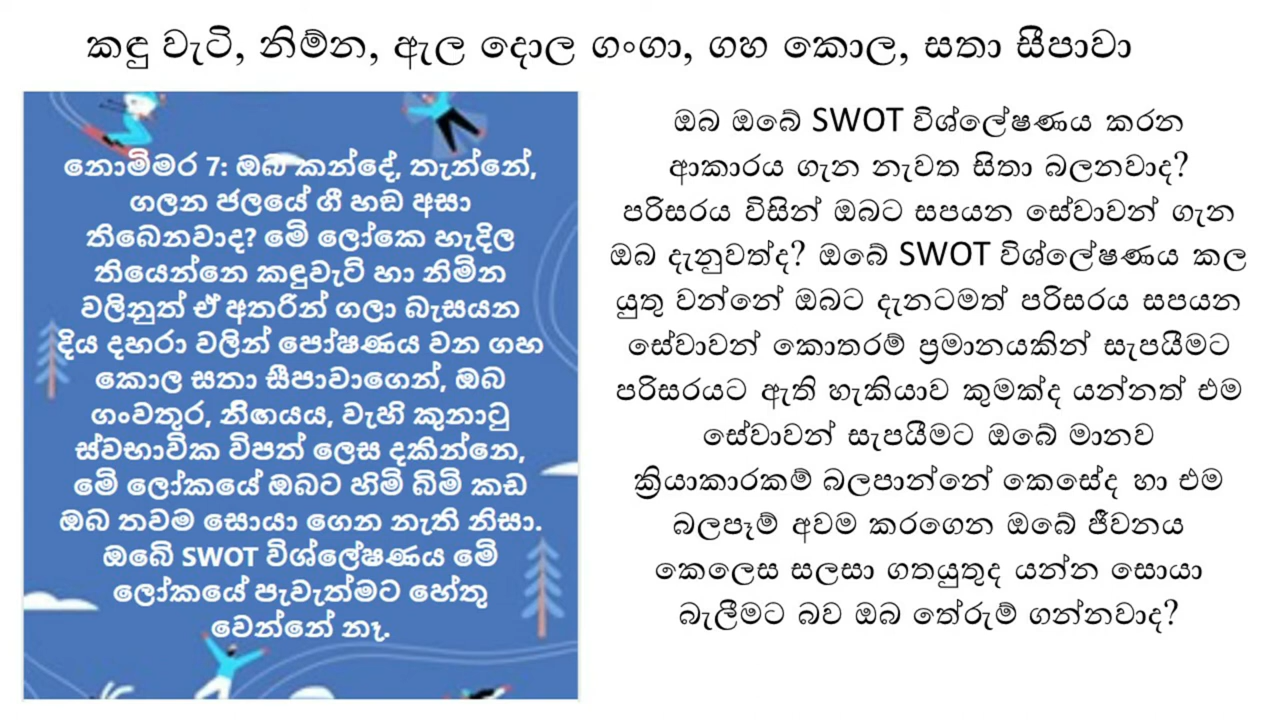 කඳු වැටි, නිම්න, ඇල දොල ගංගා, ගහ කොල, සතා සීපාවා
නොමිමර 7: ඔබ කන්දේ, තැන්නේ,
ගලන ජලයේ ගී හඬ අසා
තිබෙනවාද? මේි ලෝකෙ හැදිල
තියෙන්නෙ කඳුවැටි හා නිමින
වලිනුත් ඒ අතරින් ගලා බැසයන
දිය දහරා වලින් පෝෂණය වන ගහ
කොල සතා සීපාවාගෙන්, ඔබ
ගංවතුර, නිඟයය, වැහි කුනාටු
ස්වභාවික විපත් ලෙස දකින්නෙ,
මේි ලෝකයේ ඔබට හිමි බිම් කඩ
ඔබ තවම සොයා ගෙන නැති නිසා.
ඔබේි SWOT විශ්ලේෂණය මේි
ලෝකයේ පැවැත්මට හේතු
වෙන්නේ නෑ.
ඔබ ඔබේ SWOT විශ්ලේෂණය කරන
ආකාරය ගැන නැවත සිතා බලනවාද?
පරිසරය විසින් ඔබට සපයන සේවාවන් ගැන
ඔබ දැනුවත්ද? ඔබේ SWOT විශ්ලේෂණය කල
යුතු වන්නේ ඔබට දැනටමත් පරිසරය සපයන
සේවාවන් කොතරම් ප්‍රමානයකින් සැපයීමට
පරිසරයට ඇති හැකියාව කුමක්ද යන්නත් එම
සේවාවන් සැපයීමට ඔබේ මානව
ක්‍රියාකාරකම් බලපාන්නේ කෙසේද හා එම
බලපෑම් අවම කරගෙන ඔබේ ජීවනය
කෙලෙස සලසා ගතයුතුද යන්න සොයා
බැලීමට බව ඔබ තේරුම් ගන්නවාද?